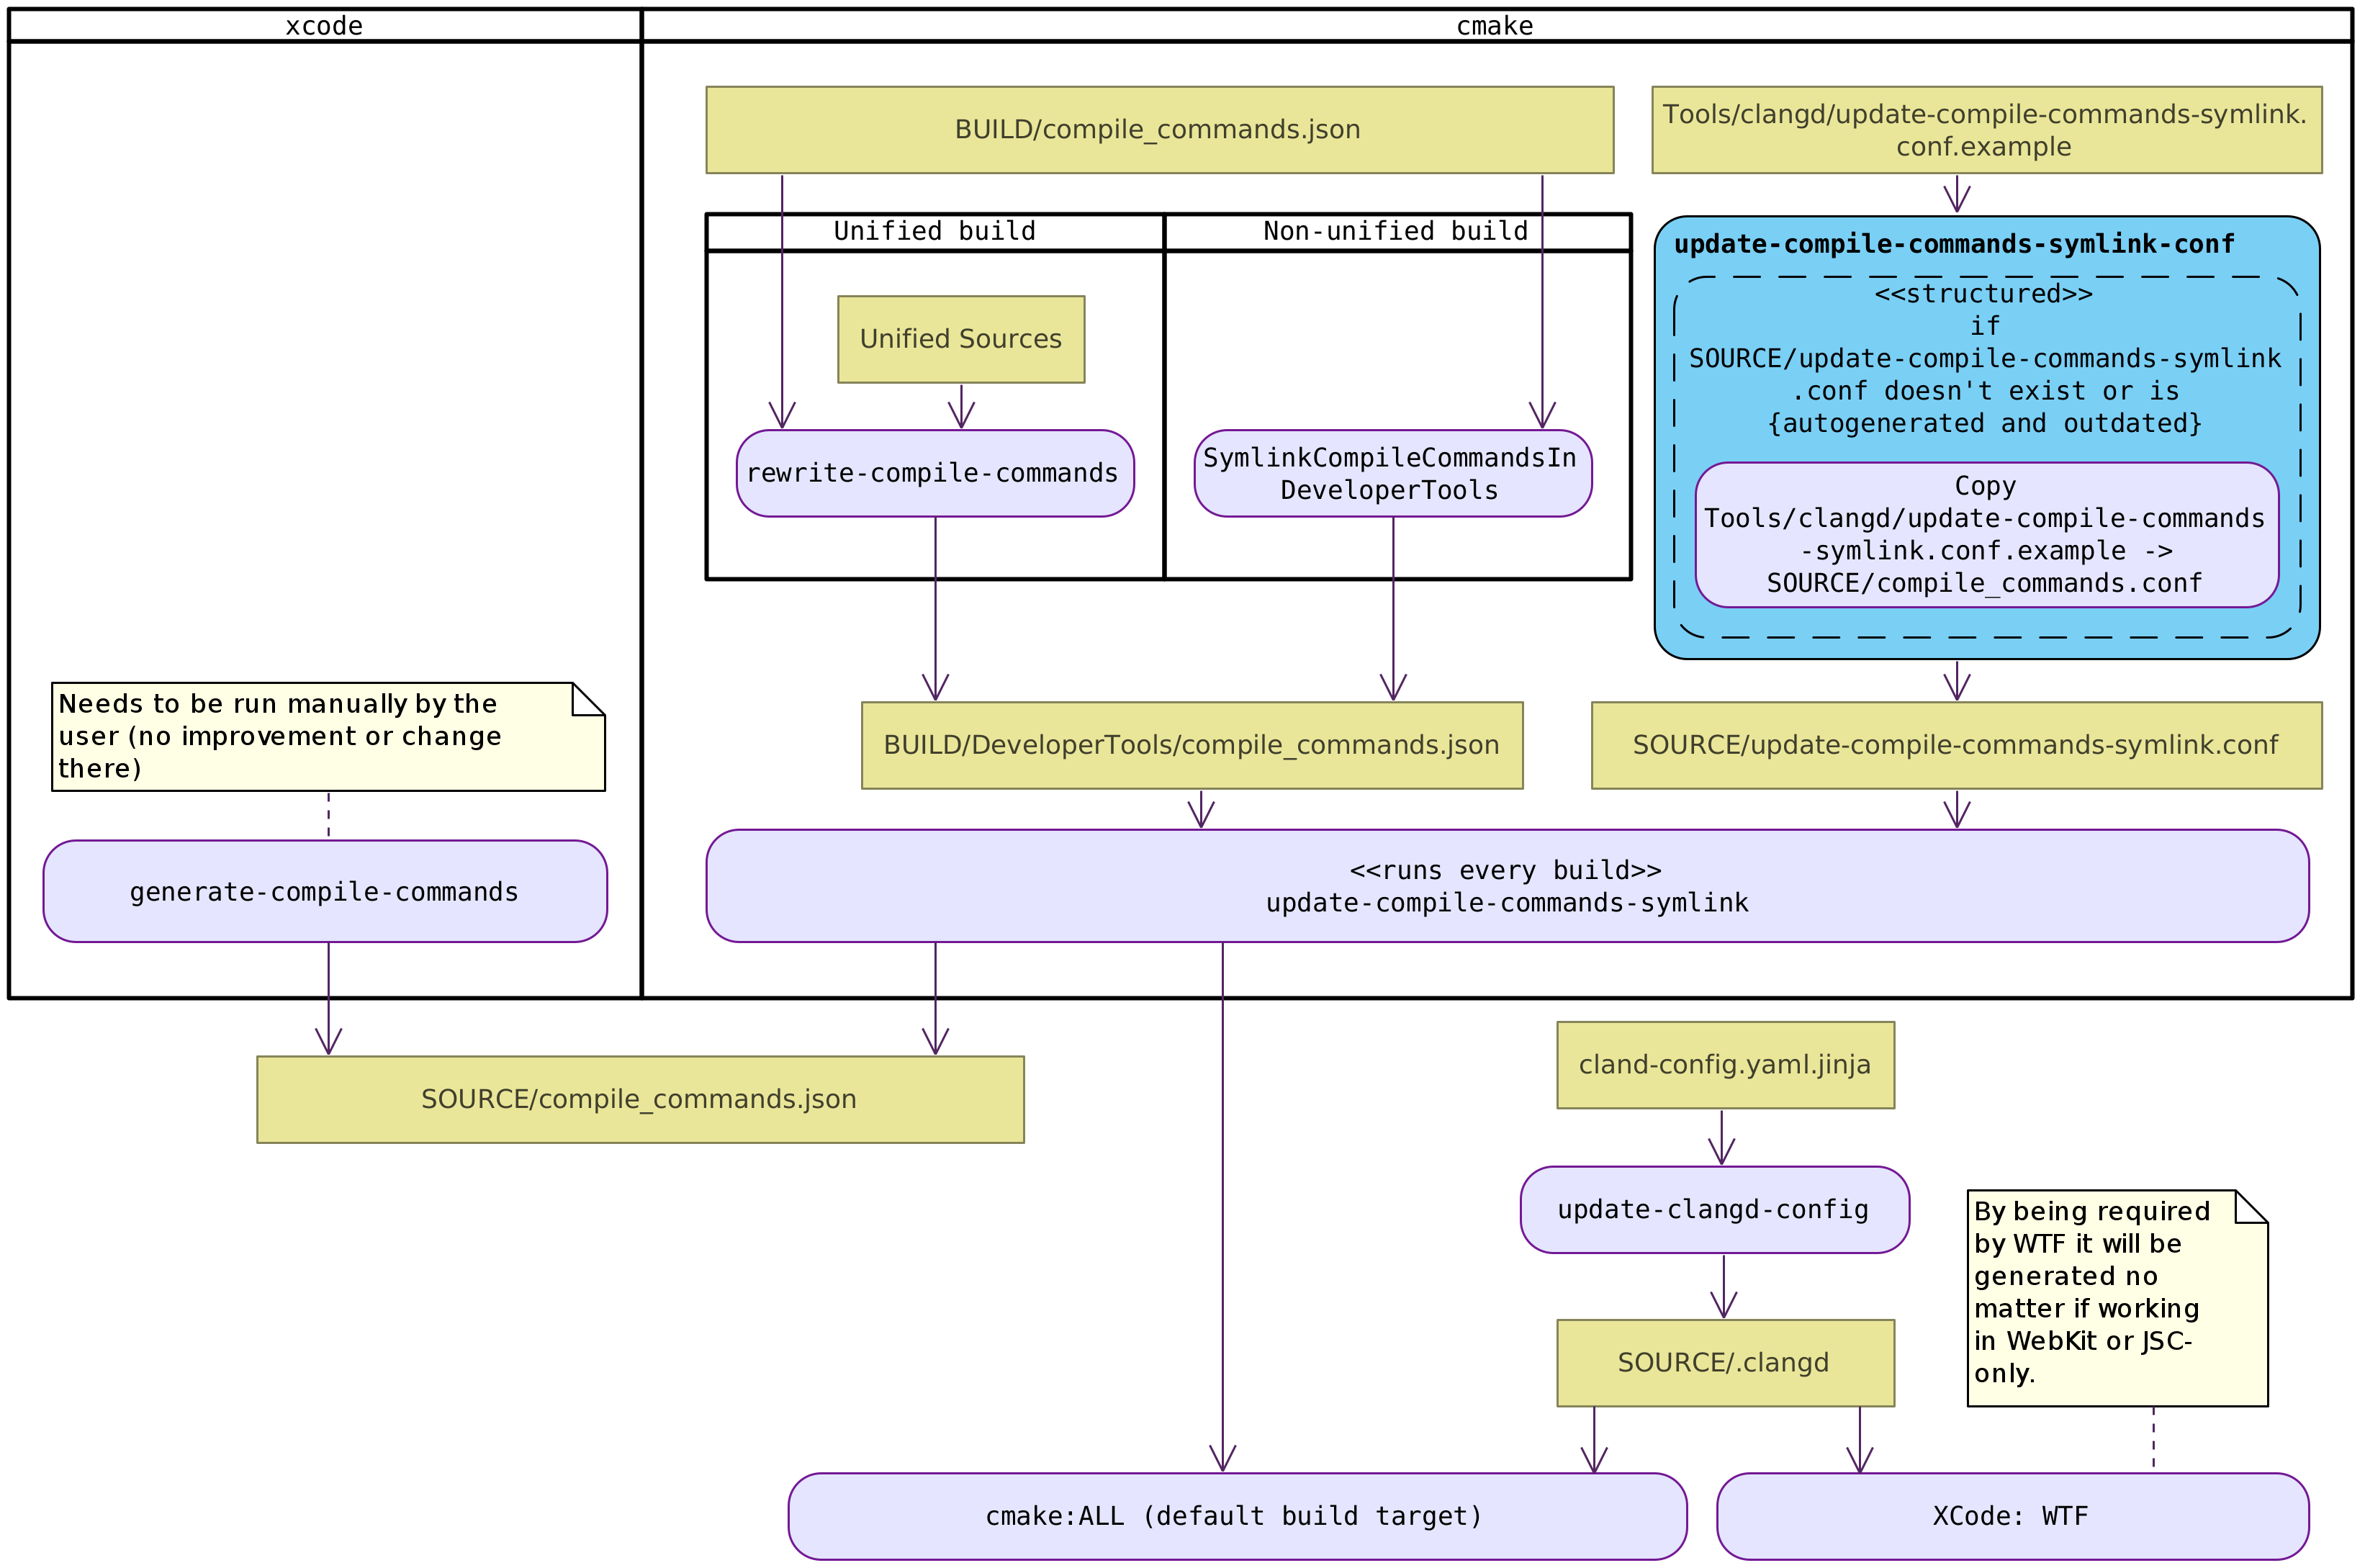 xcode
cmake
BUILD/compile_commands.json
Tools/clangd/update-compile-commands-symlink.
conf.example
Unified build
Non-unified build
update-compile-commands-symlink-conf
<<structured>>
if
SOURCE/update-compile-commands-symlink
.conf doesn't exist or is
{autogenerated and outdated}
Unified Sources
rewrite-compile-commands
SymlinkCompileCommandsIn
DeveloperTools
Copy
Tools/clangd/update-compile-commands
-symlink.conf.example ->
SOURCE/compile_commands.conf
Needs to be run manually by the
user (no improvement or change
there)
BUILD/DeveloperTools/compile_commands.json
SOURCE/update-compile-commands-symlink.conf
generate-compile-commands
<<runs every build>>
update-compile-commands-symlink
SOURCE/compile_commands.json
cland-config.yaml.jinja
update-clangd-config
By being required
by WTF it will be
generated no
matter if working
in WebKit or JSC-
only.
SOURCE/.clangd
cmake:ALL (default build target)
XCode: WTF